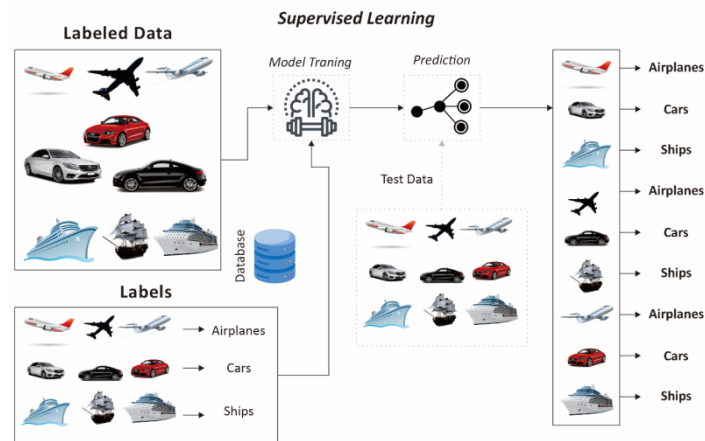 Supervised Learning
Labeled Data
Model Traning
Prediction
Test Data
Database
Labels
Airplanes
Cars
Ships
Airplanes
Cars
Ships
Airplanes
Cars
Ships
Airplanes
Cars
Ships